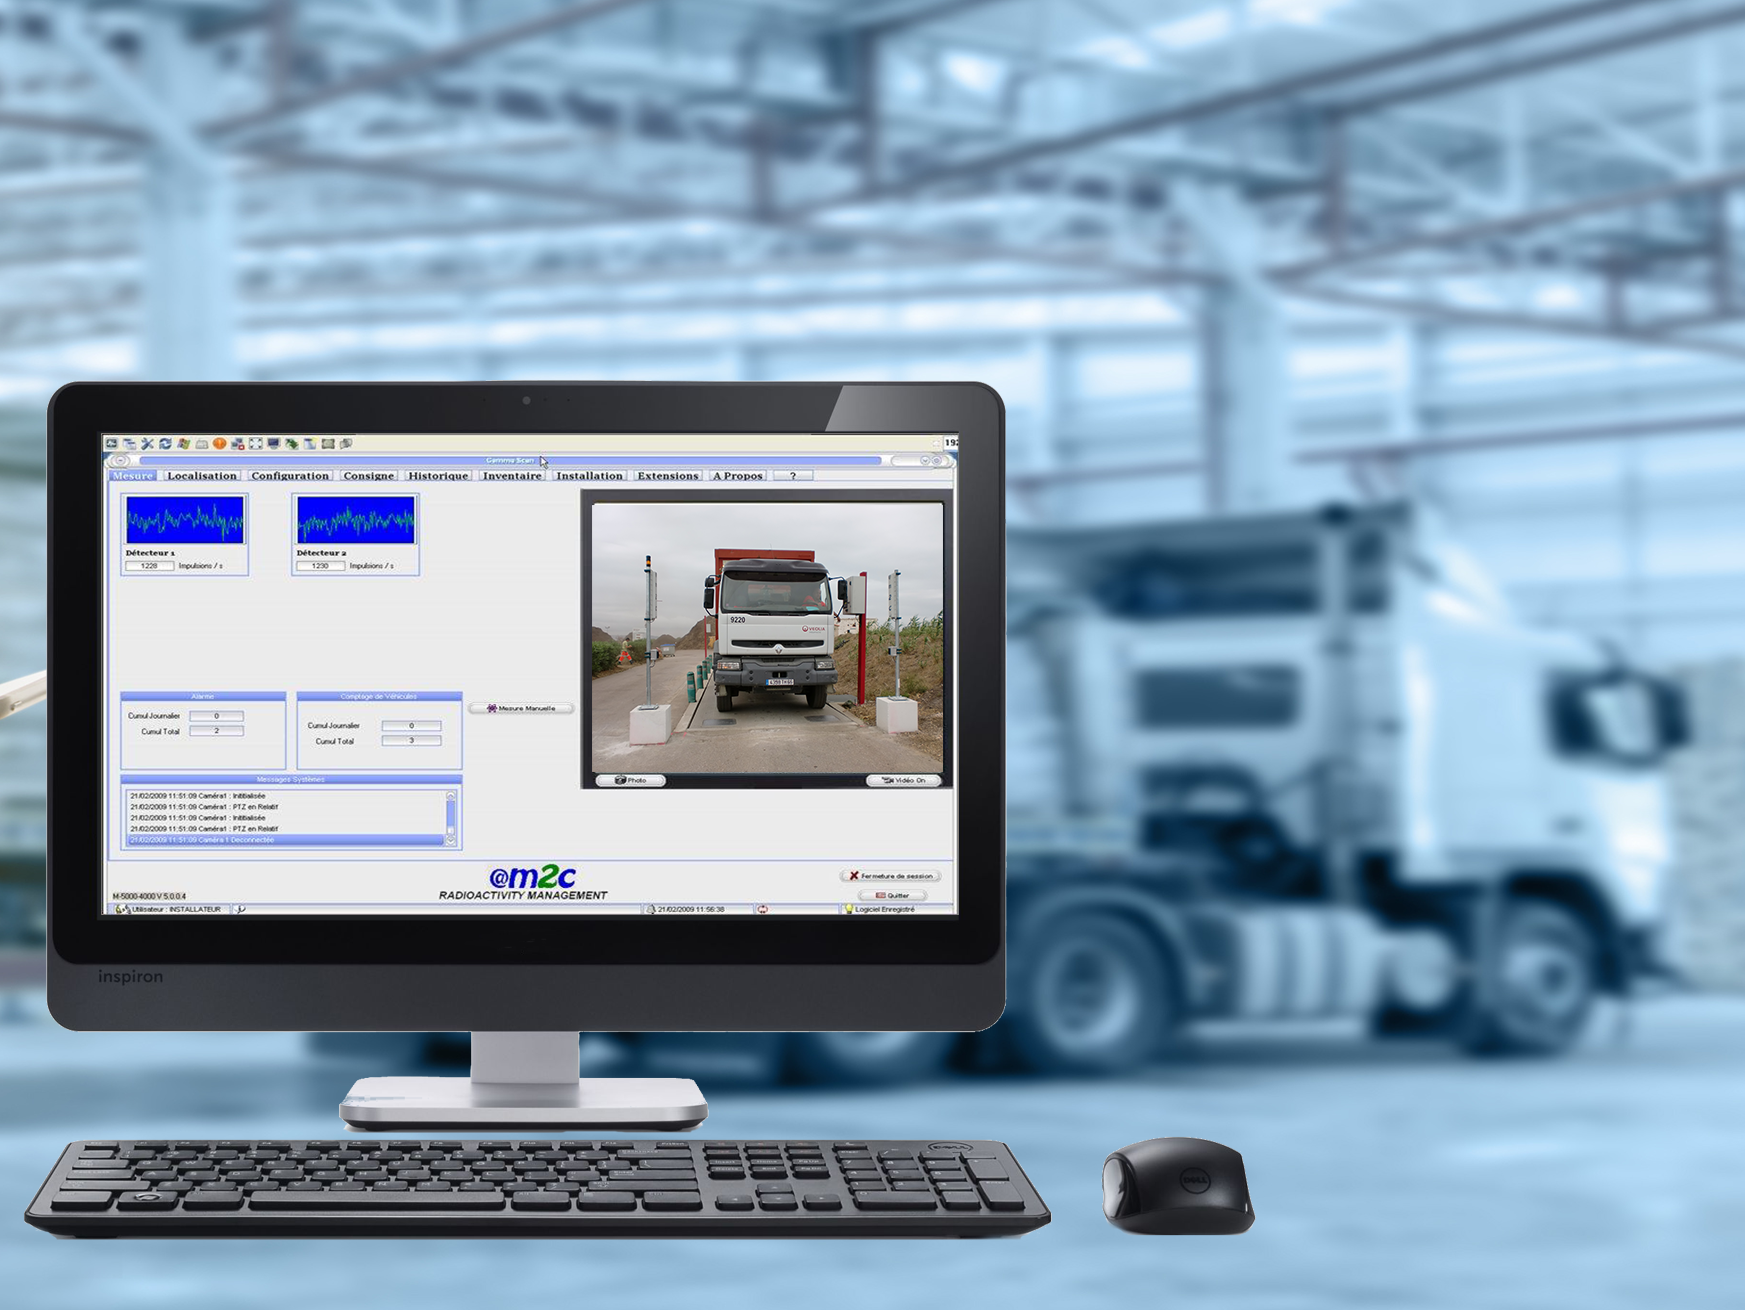 192
Gamma Scan
Mesure Localisation Configuration Consigne Historique Inventaire Installation Extensions A Propos ?
Détecteur 1
1228 Impulsions / s
Détecteur 2
1230 Impulsions / s
9220
VEOLIA
Alarme
Cumul Journalier 0
Cumul Total 2
Comptage de Véhicules
Cumul Journalier 0
Cumul Total 3
Mesure Manuelle
Photo
Vidéo On
Messages Systèmes
21/02/2009 11:51:09 Caméra1 : Initialisée
21/02/2009 11:51:09 Caméra1 : PTZ en Relatif
21/02/2009 11:51:09 Caméra1 : Initialisée
21/02/2009 11:51:09 Caméra1 : PTZ en Relatif
21/02/2009 11:51:09 Caméra 1 Deconnectée
@m2c
RADIOACTIVITY MANAGEMENT
Fermeture de session
Quitter
M-5000-4000 V 5.0.0.4
Utilisateur : INSTALLATEUR
21/02/2009 11:56:38
Logiciel Enregistré
inspiron
DELL
DELL